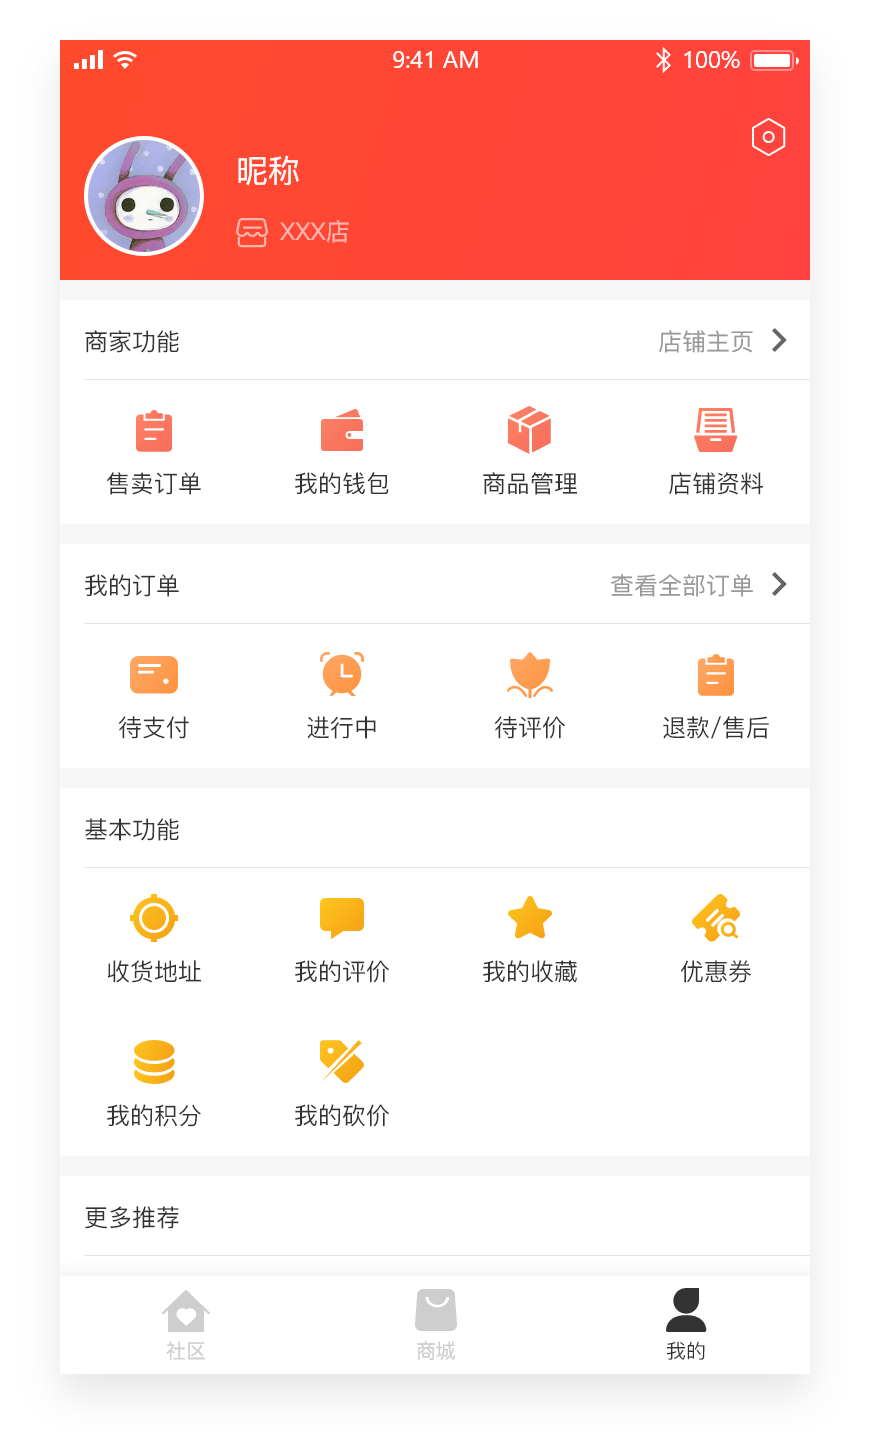 9:41 AM 100%
昵称
XXX店
商家功能 店铺主页
售卖订单 我的钱包 商品管理 店铺资料
我的订单 查看全部订单
待支付 进行中 待评价 退款/售后
基本功能
收货地址 我的评价 我的收藏 优惠券
我的积分 我的砍价
更多推荐
社区 商城 我的